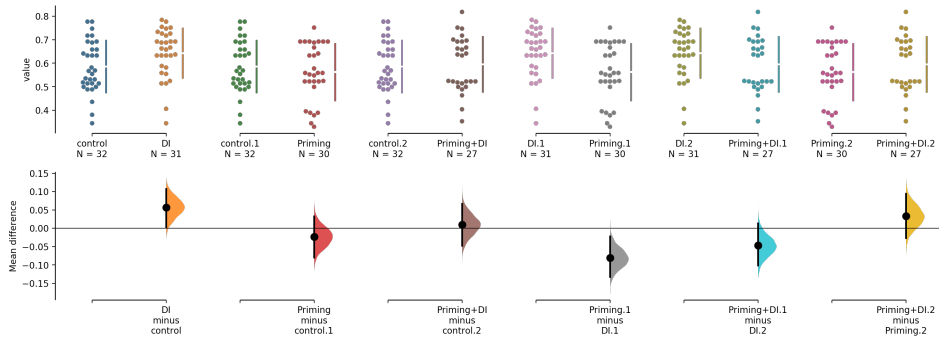 0.8
0.7
0.6
0.5
0.4
value
control
N = 32
DI
N = 31
control.1
N = 32
Priming
N = 30
control.2
N = 32
Priming+DI
N = 27
DI.1
N = 31
Priming.1
N = 30
DI.2
N = 31
Priming+DI.1
N = 27
Priming.2
N = 30
Priming+DI.2
N = 27
0.15
0.10
0.05
0.00
−0.05
−0.10
−0.15
Mean difference
DI
minus
control
Priming
minus
control.1
Priming+DI
minus
control.2
Priming.1
minus
DI.1
Priming+DI.1
minus
DI.2
Priming+DI.2
minus
Priming.2